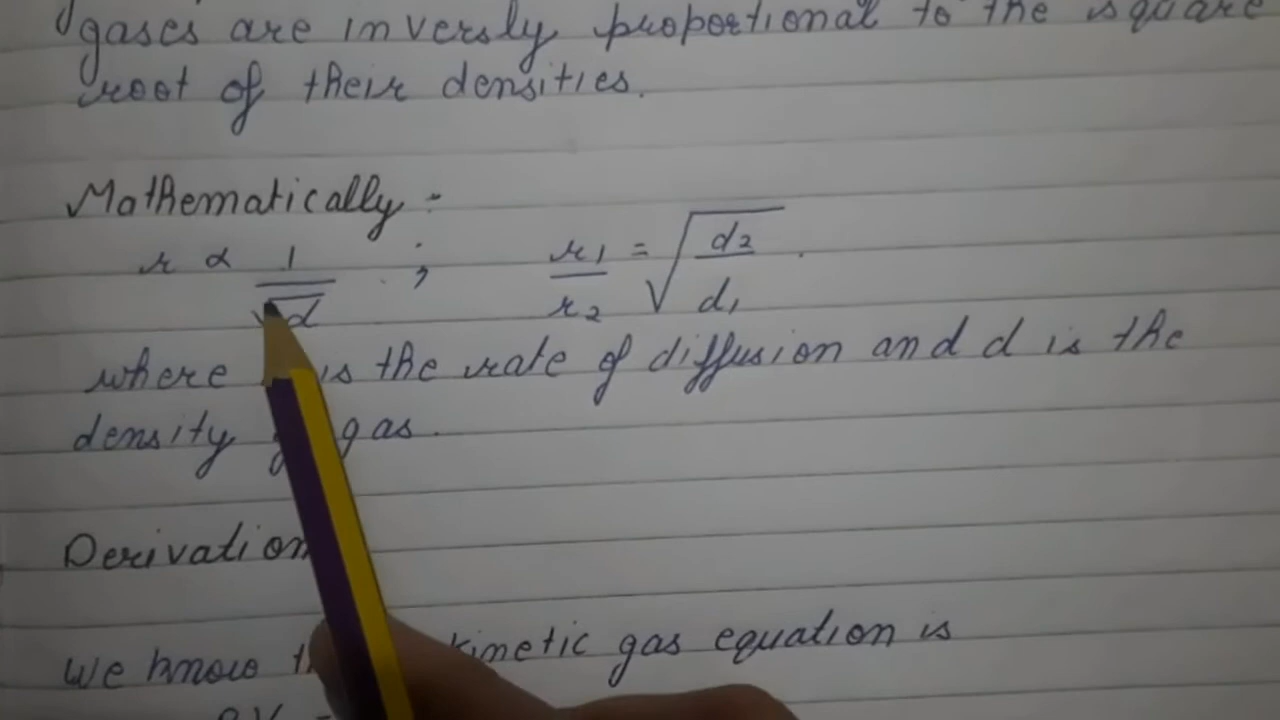 gases are inversly proportional to the square
root of their densities.
Mathematically :-
r ∝ 1/√d ; r1/r2 = √d2/d1 .
where is the rate of diffusion and d is the
density gas.
Derivation
We know kinetic gas equation is
PV =